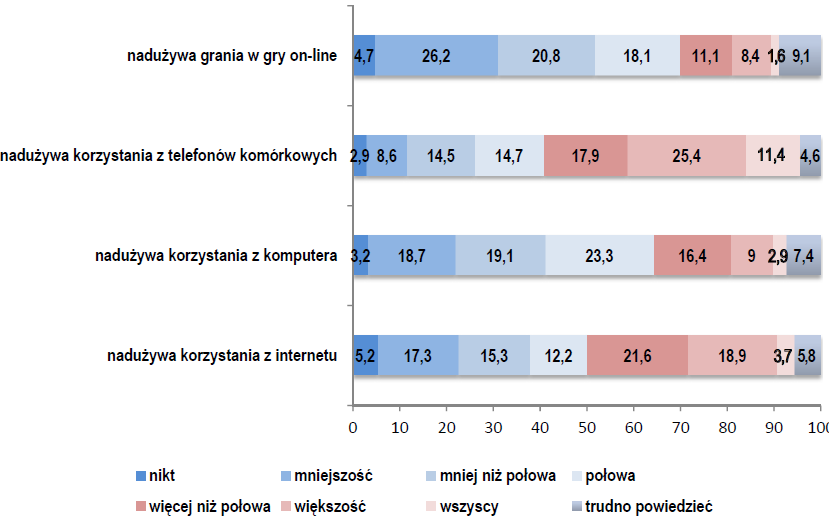 nadużywa grania w gry on-line 4,7 26,2 20,8 18,1 11,1 8,4 1,6 9,1
nadużywa korzystania z telefonów komórkowych 2,9 8,6 14,5 14,7 17,9 25,4 11,4 4,6
nadużywa korzystania z komputera 3,2 18,7 19,1 23,3 16,4 9 2,9 7,4
nadużywa korzystania z internetu 5,2 17,3 15,3 12,2 21,6 18,9 3,7 5,8
0 10 20 30 40 50 60 70 80 90 100
nikt mniejszość mniej niż połowa połowa
więcej niż połowa większość wszyscy trudno powiedzieć